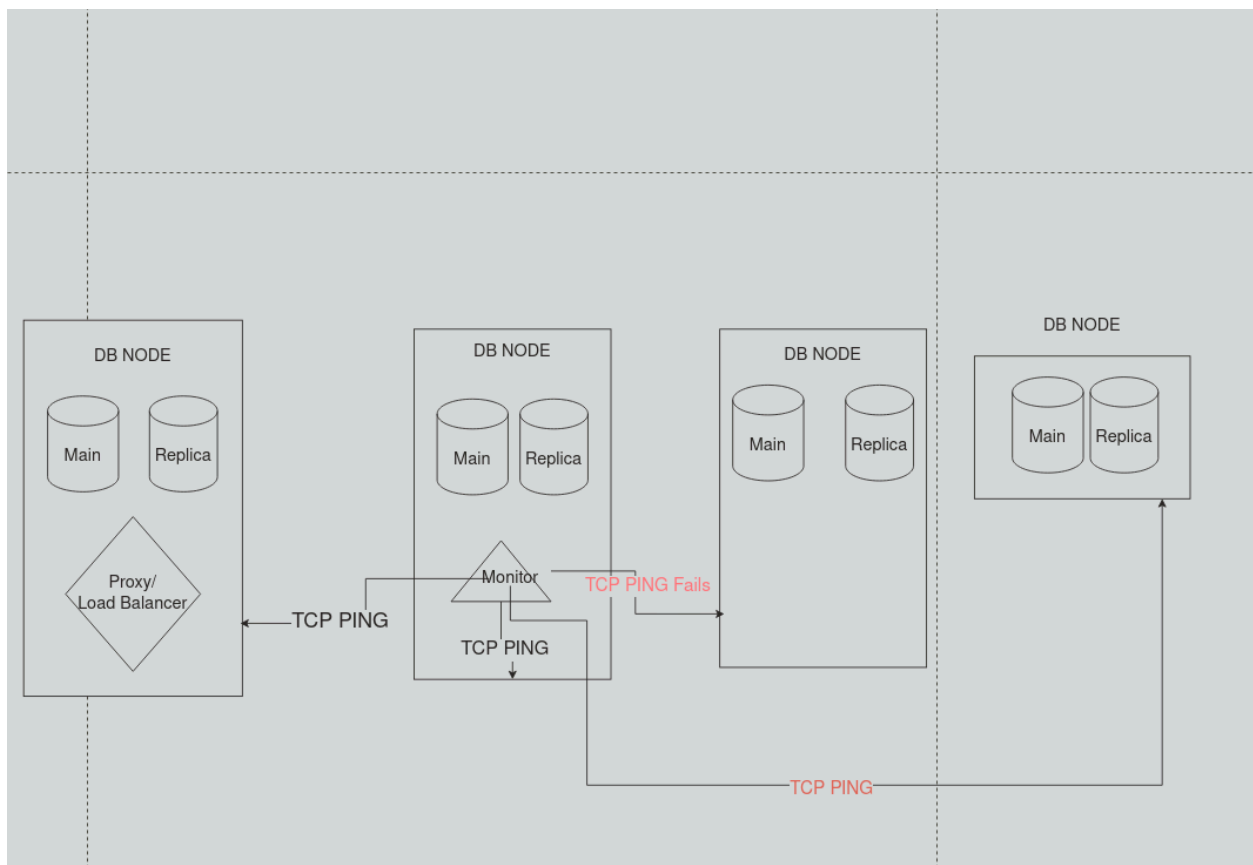 DB NODE
Main
Replica
Proxy/
Load Balancer
TCP PING
DB NODE
Main
Replica
Monitor
TCP PING
TCP PING Fails
DB NODE
Main
Replica
DB NODE
Main
Replica
TCP PING